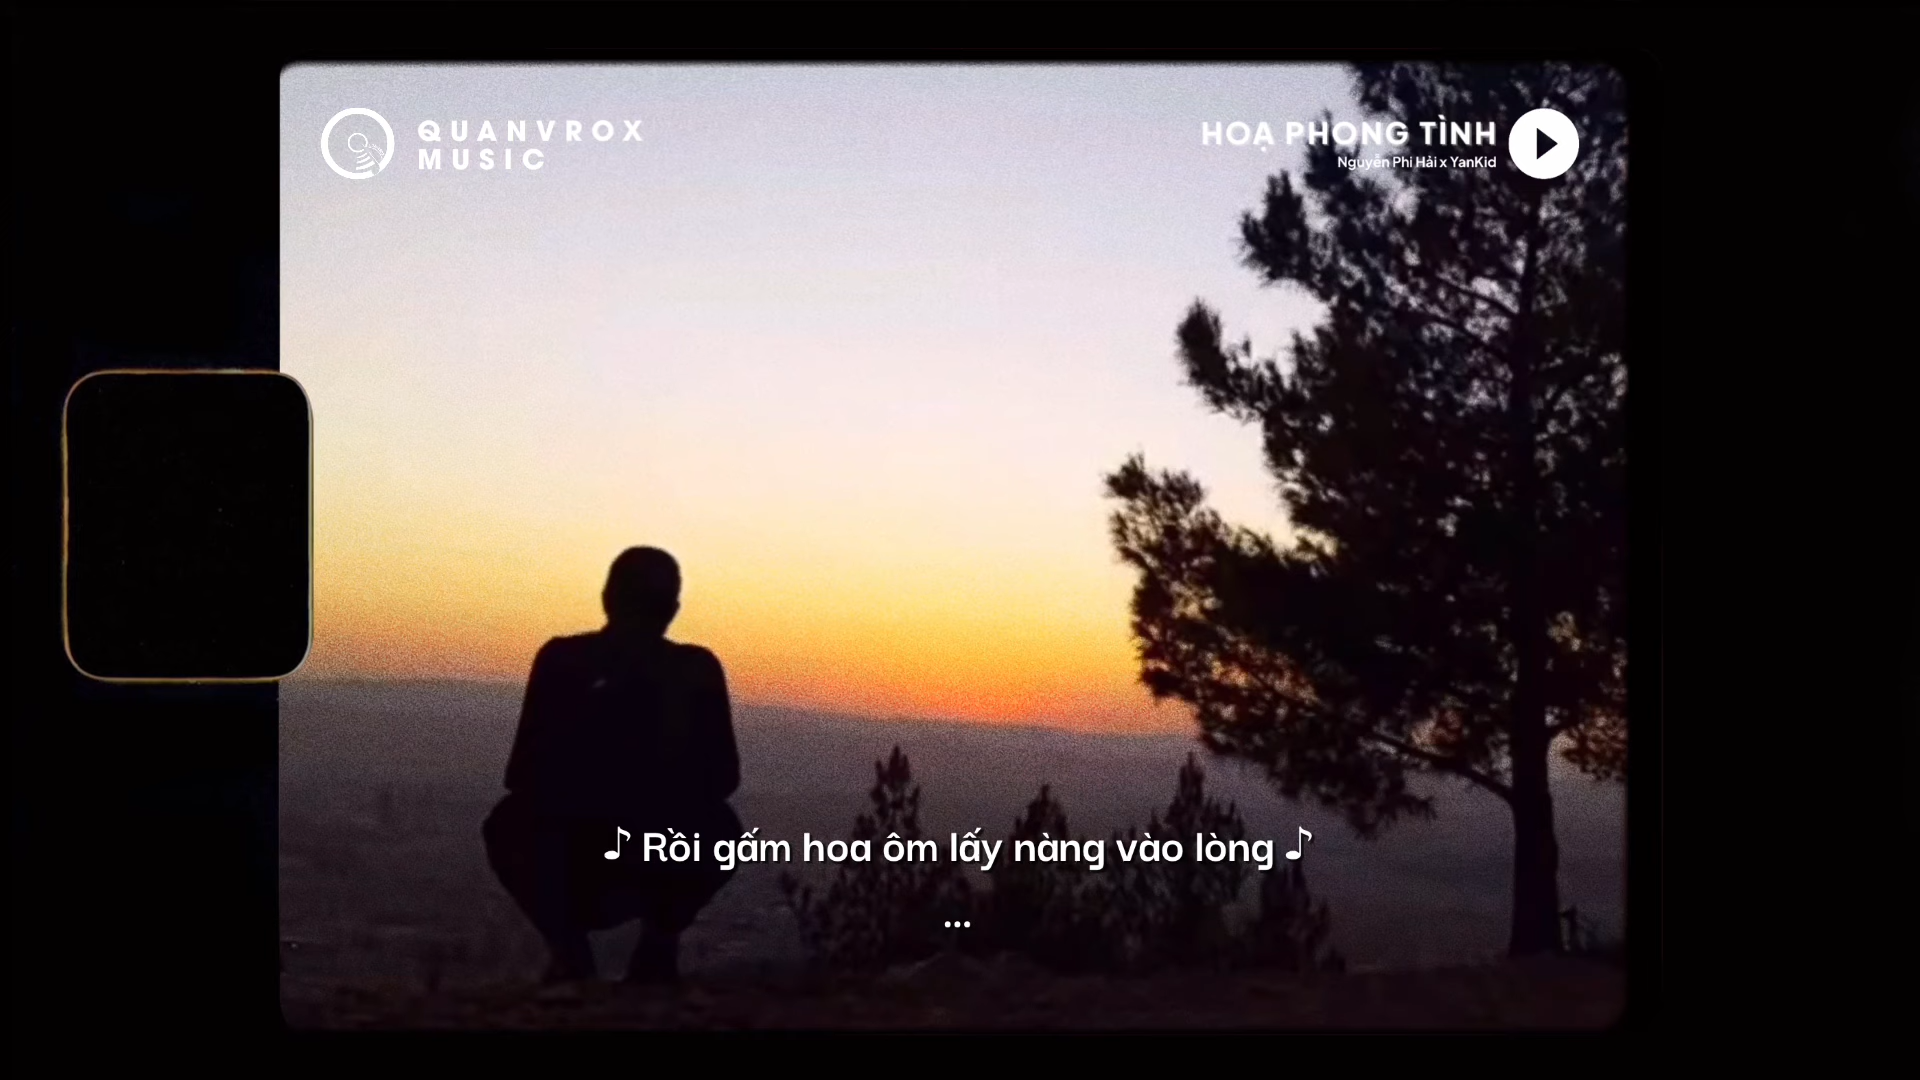 QUANVROX
MUSIC
HOẠ PHONG TÌNH
Nguyễn Phi Hải x YanKid
♪ Rồi gấm hoa ôm lấy nàng vào lòng ♪
...